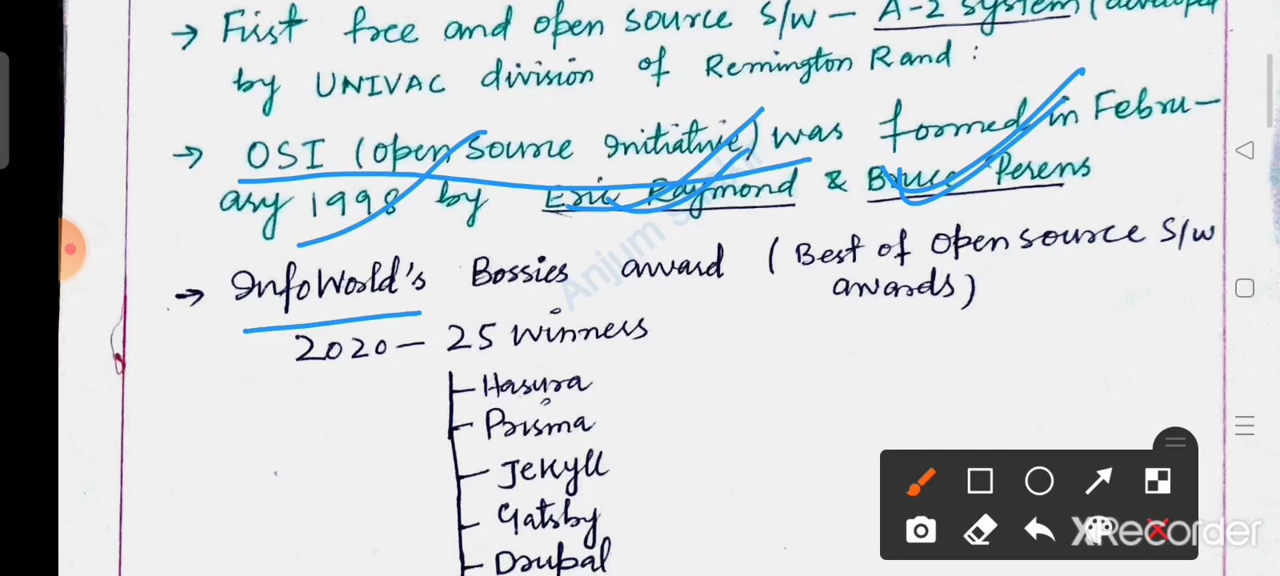 → First free and open source s/w – A-2 system (developed
by UNIVAC division of Remington Rand :
→ OSI (open source initiative) was formed in Febru-
ary 1998 by Eric Raymond & Bruce Perens
→ InfoWorld's Bossies award (Best of open source s/w
awards)
2020 – 25 winners
Hasura
Prisma
Jekyll
Gatsby
Drupal
XRecorder